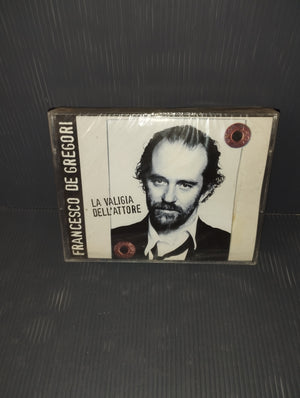 FRANCESCO DE GREGORI
LA VALIGIA
DELL'ATTORE